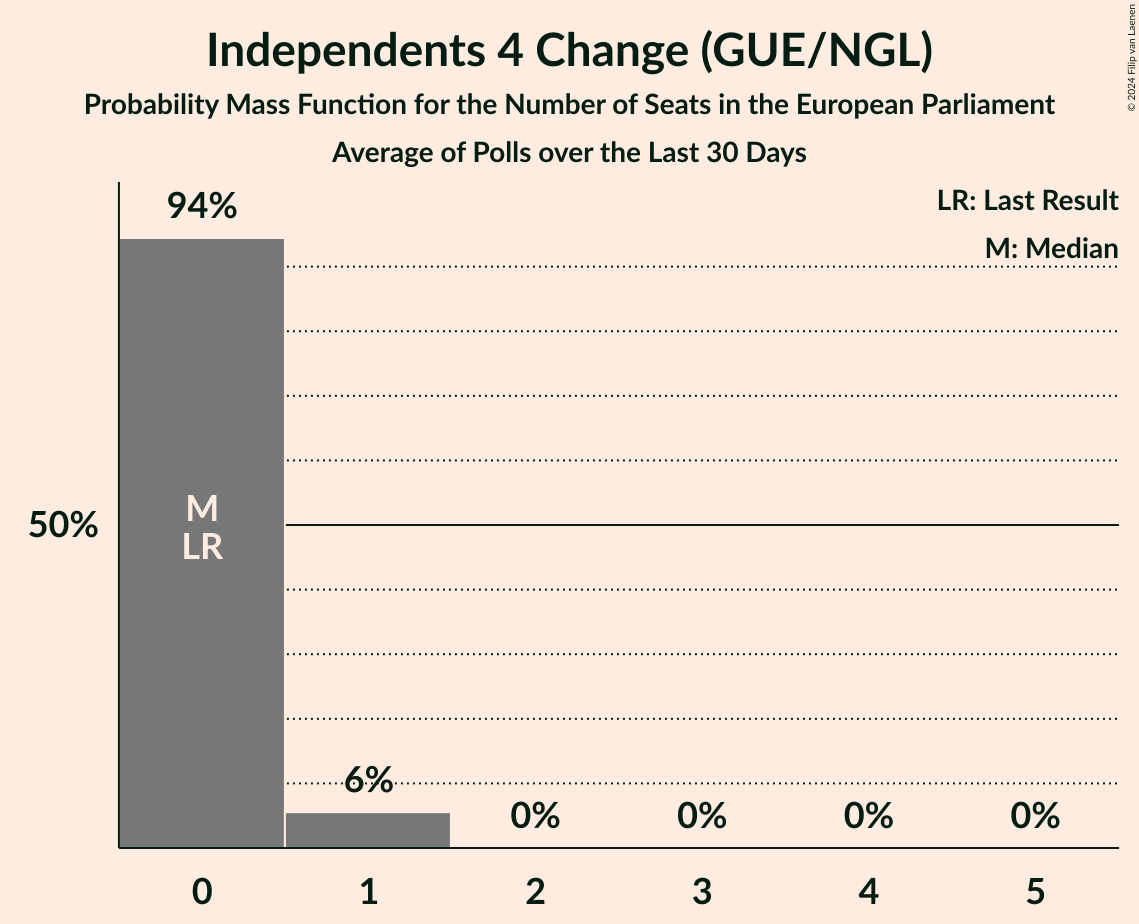 Independents 4 Change (GUE/NGL)
Probability Mass Function for the Number of Seats in the European Parliament
Average of Polls over the Last 30 Days
© 2024 Filip van Laenen
LR: Last Result
M: Median
94%
50%
M
LR
6%
0%
0%
0%
0%
0
1
2
3
4
5